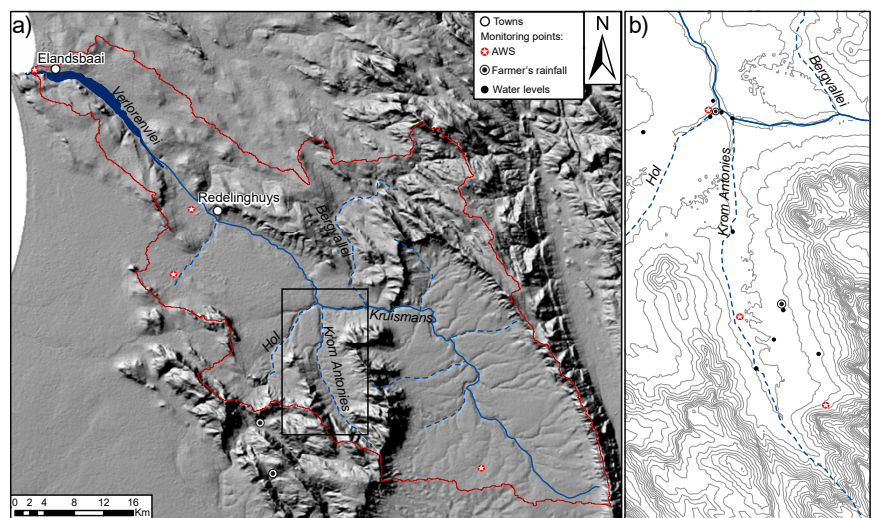 a)
Elandsbaai
Verlorenvlei
Redelinghuys
Bergvallei
Kruismans
Hol
Krom Antonies
0 2 4 8 12 16
Km
Towns
Monitoring points:
AWS
Farmer's rainfall
Water levels
N
b)
Bergvallei
Hol
Krom Antonies